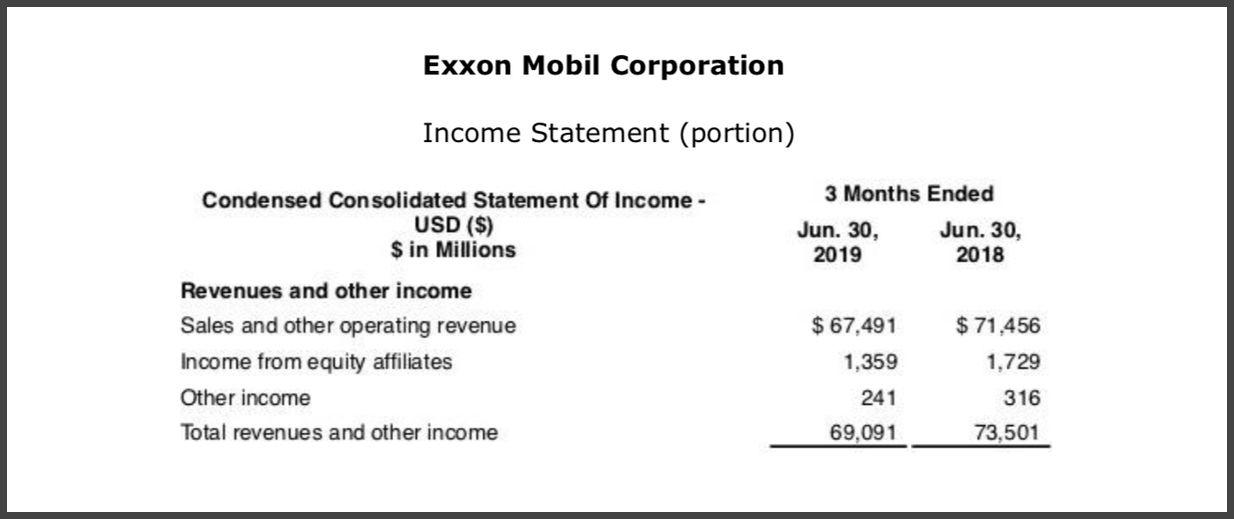 Exxon Mobil Corporation
Income Statement (portion)
Condensed Consolidated Statement Of Income - 3 Months Ended
USD ($) Jun. 30, Jun. 30,
$ in Millions 2019 2018
Revenues and other income
Sales and other operating revenue $ 67,491 $ 71,456
Income from equity affiliates 1,359 1,729
Other income 241 316
Total revenues and other income 69,091 73,501